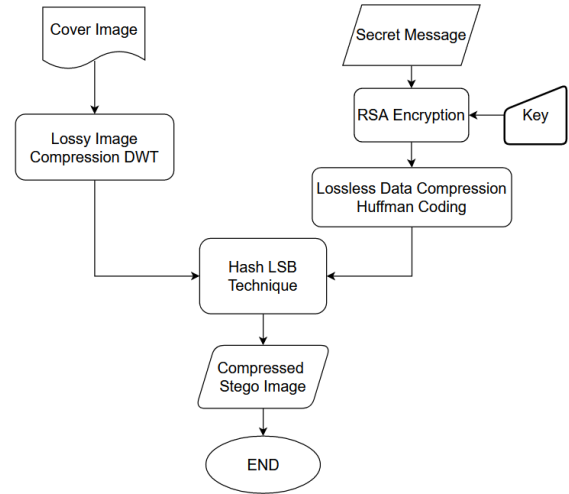 Cover Image
Secret Message
RSA Encryption
Key
Lossy Image
Compression DWT
Lossless Data Compression
Huffman Coding
Hash LSB
Technique
Compressed
Stego Image
END